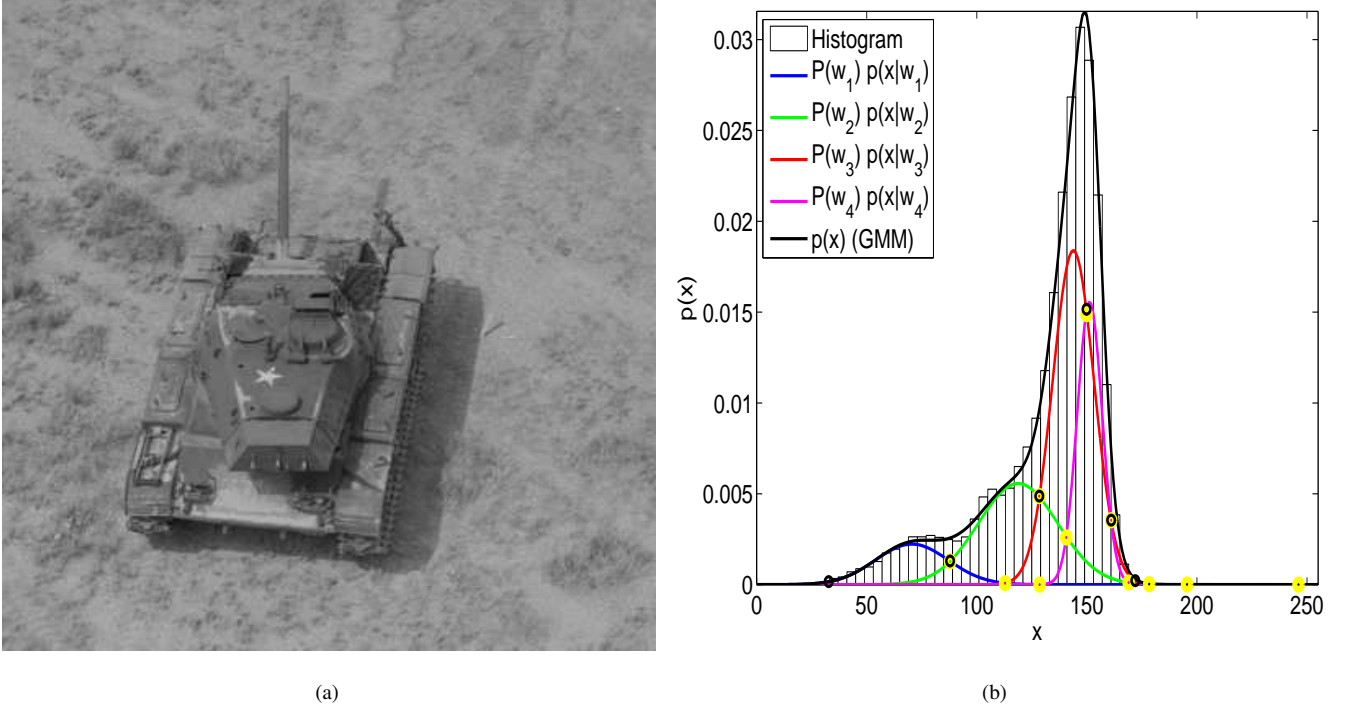 Histogram
P(w1) p(x|w1)
P(w2) p(x|w2)
P(w3) p(x|w3)
P(w4) p(x|w4)
p(x) (GMM)
0.03
0.025
0.02
0.015
0.01
0.005
0
p(x)
0 50 100 150 200 250
x
(a) (b)